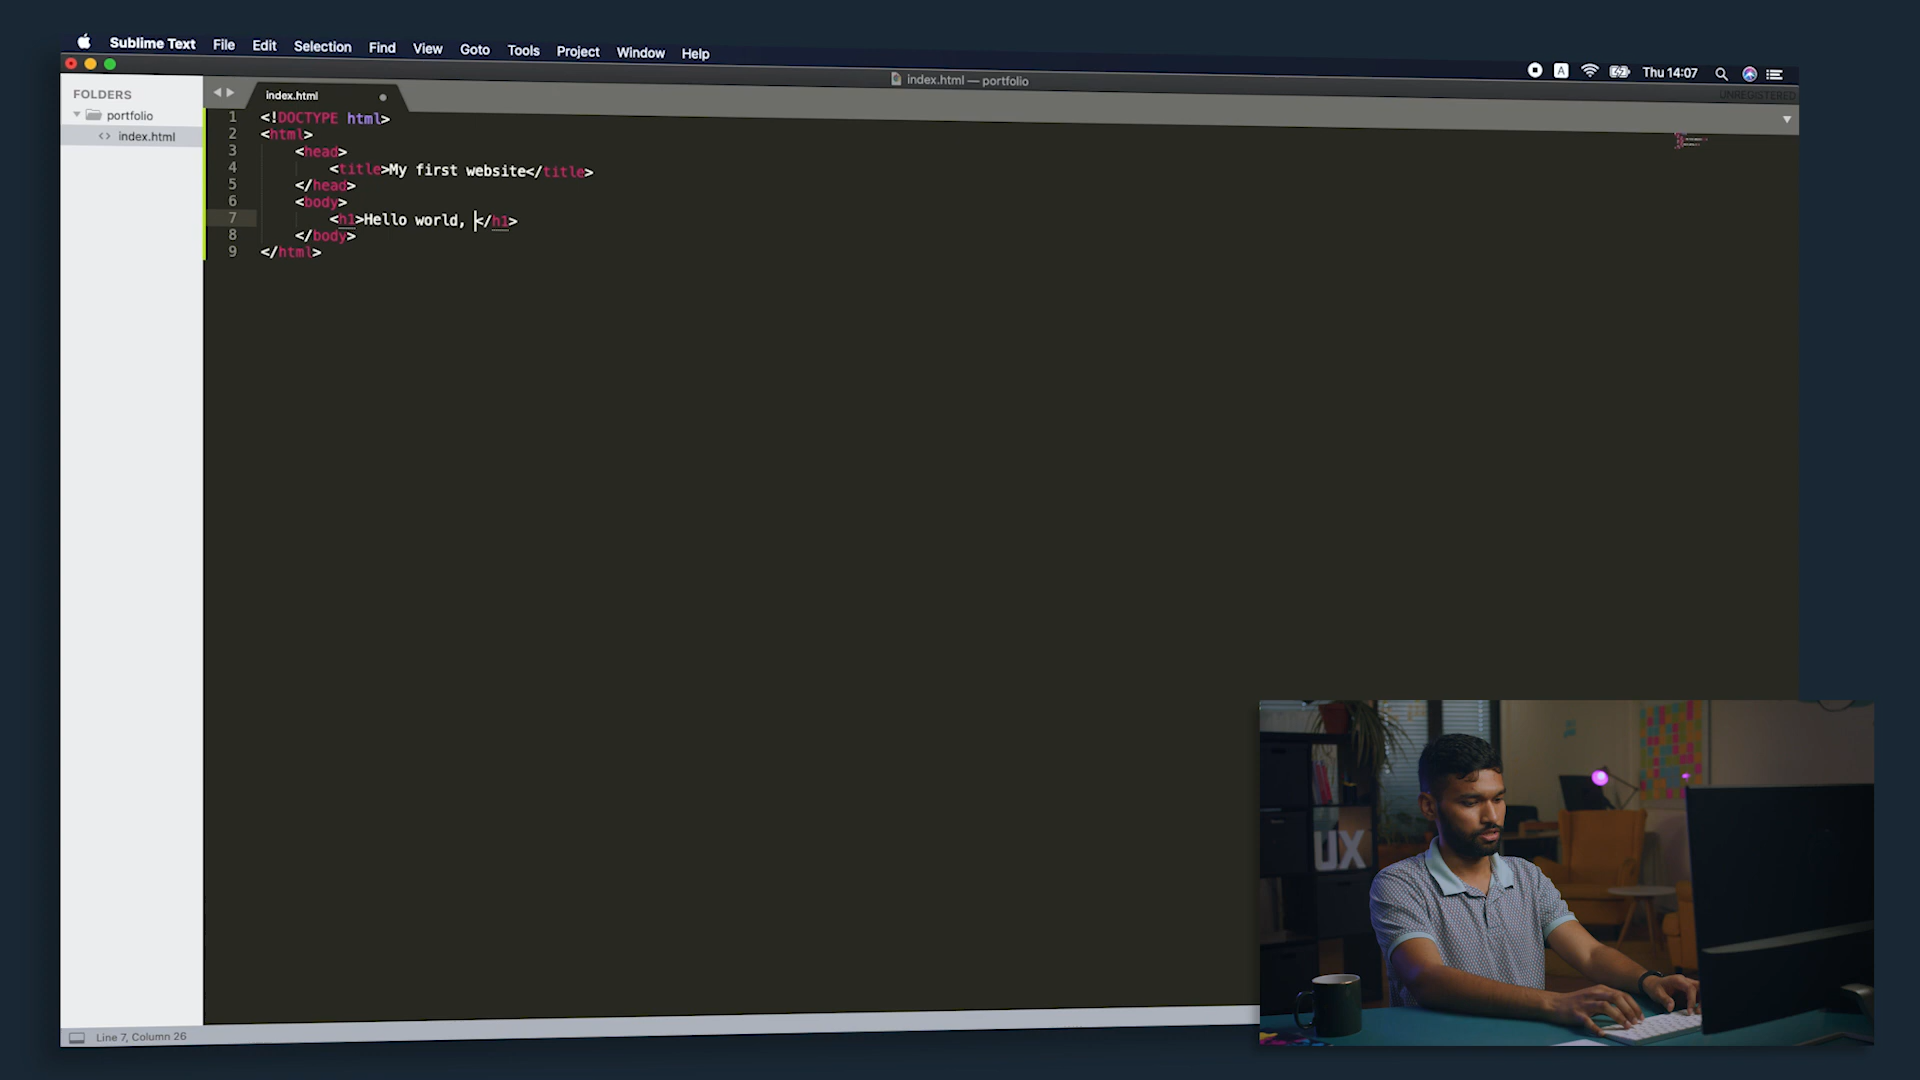 Sublime Text File Edit Selection Find View Goto Tools Project Window Help
A Thu 14:07
index.html — portfolio
UNREGISTERED
FOLDERS
portfolio
index.html
index.html
1 <!DOCTYPE html>
2 <html>
3 <head>
4 <title>My first website</title>
5 </head>
6 <body>
7 <h1>Hello world, </h1>
8 </body>
9 </html>
UX
Line 7, Column 26